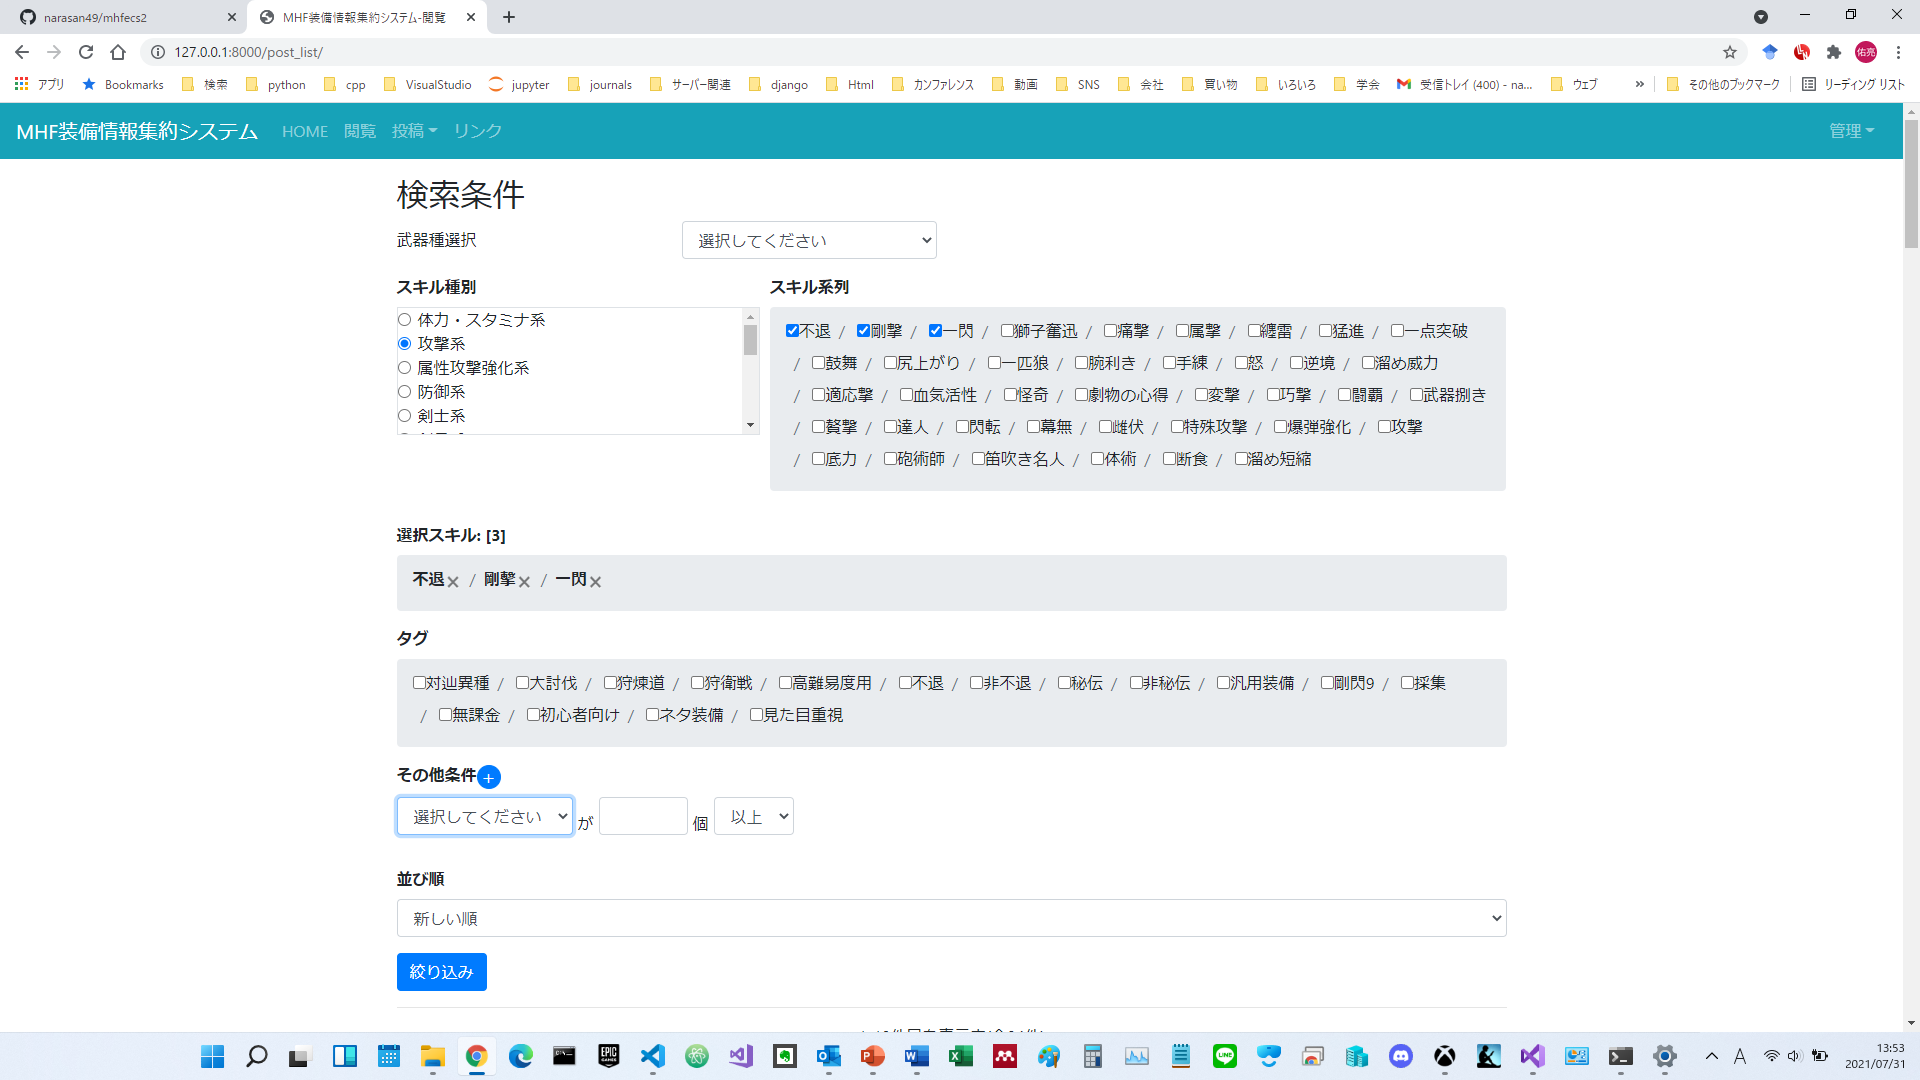 narasan49/mhfecs2
MHF装備情報集約システム-閲覧
127.0.0.1:8000/post_list/
佑亮
アプリ Bookmarks 検索 python cpp VisualStudio jupyter journals サーバー関連 django Html カンファレンス 動画 SNS 会社 買い物 いろいろ 学会 受信トレイ (400) - na... ウェブ » その他のブックマーク リーディング リスト
MHF装備情報集約システム HOME 閲覧 投稿 リンク 管理
検索条件
武器種選択 選択してください
スキル種別
体力・スタミナ系
攻撃系
属性攻撃強化系
防御系
剣士系
スキル系列
不退 / 剛撃 / 一閃 / 獅子奮迅 / 痛撃 / 属撃 / 纏雷 / 猛進 / 一点突破
/ 鼓舞 / 尻上がり / 一匹狼 / 腕利き / 手練 / 怒 / 逆境 / 溜め威力
/ 適応撃 / 血気活性 / 怪奇 / 劇物の心得 / 変撃 / 巧撃 / 闘覇 / 武器捌き
/ 贅撃 / 達人 / 閃転 / 幕無 / 雌伏 / 特殊攻撃 / 爆弾強化 / 攻撃
/ 底力 / 砲術師 / 笛吹き名人 / 体術 / 断食 / 溜め短縮
選択スキル: [3]
不退× / 剛撃× / 一閃×
タグ
対辿異種 / 大討伐 / 狩煉道 / 狩衛戦 / 高難易度用 / 不退 / 非不退 / 秘伝 / 非秘伝 / 汎用装備 / 剛閃9 / 採集
/ 無課金 / 初心者向け / ネタ装備 / 見た目重視
その他条件+
選択してください が 個 以上
並び順
新しい順
絞り込み
A
13:53
2021/07/31